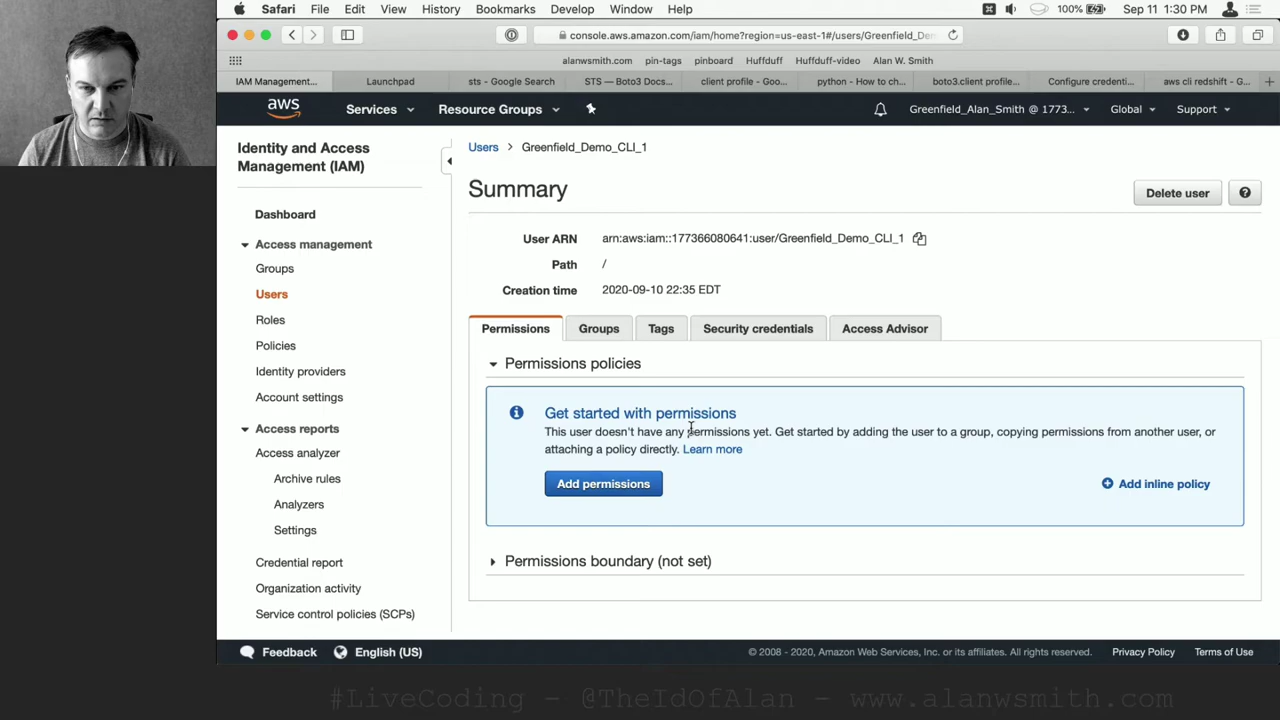 Safari File Edit View History Bookmarks Develop Window Help 100% Sep 11 1:30 PM
console.aws.amazon.com/iam/home?region=us-east-1#/users/Greenfield_De
alanwsmith.com pin-tags pinboard Huffduff Huffduff-video Alan W. Smith
IAM Management... Launchpad sts - Google Search STS — Boto3 Docs... client profile - Goo... python - How to ch... boto3.client profile... Configure credenti... aws cli redshift - G...
aws Services Resource Groups Greenfield_Alan_Smith @ 1773... Global Support
Identity and Access
Management (IAM)
Dashboard
Access management
Groups
Users
Roles
Policies
Identity providers
Account settings
Access reports
Access analyzer
Archive rules
Analyzers
Settings
Credential report
Organization activity
Service control policies (SCPs)
Users > Greenfield_Demo_CLI_1
Summary
Delete user
User ARN arn:aws:iam::177366080641:user/Greenfield_Demo_CLI_1
Path /
Creation time 2020-09-10 22:35 EDT
Permissions Groups Tags Security credentials Access Advisor
Permissions policies
Get started with permissions
This user doesn't have any permissions yet. Get started by adding the user to a group, copying permissions from another user, or
attaching a policy directly. Learn more
Add permissions
Add inline policy
Permissions boundary (not set)
Feedback English (US) © 2008 - 2020, Amazon Web Services, Inc. or its affiliates. All rights reserved. Privacy Policy Terms of Use
#LiveCoding - @TheIdOfAlan - www.alanwsmith.com